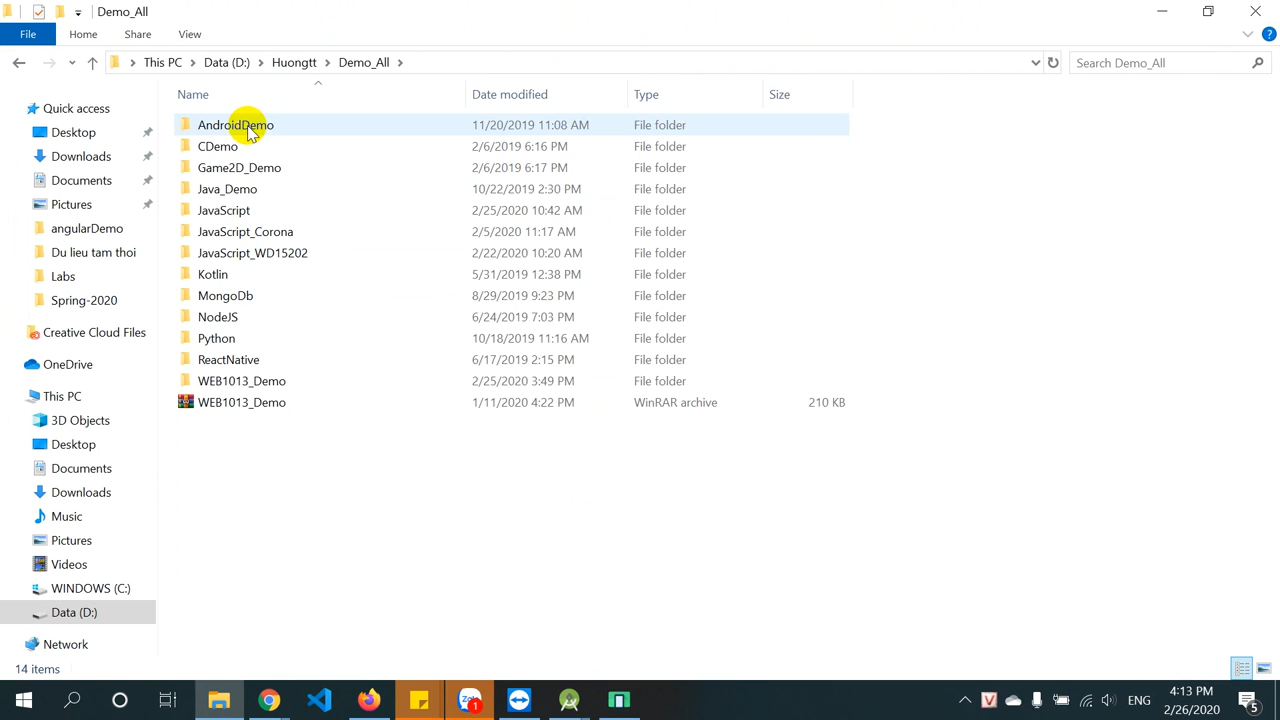 Demo_All
File Home Share View
This PC Data (D:) Huongtt Demo_All
Search Demo_All
Name Date modified Type Size
Quick access
Desktop
Downloads
Documents
Pictures
angularDemo
Du lieu tam thoi
Labs
Spring-2020
Creative Cloud Files
OneDrive
This PC
3D Objects
Desktop
Documents
Downloads
Music
Pictures
Videos
WINDOWS (C:)
Data (D:)
Network
AndroidDemo 11/20/2019 11:08 AM File folder
CDemo 2/6/2020 6:16 PM File folder
Game2D_Demo 2/6/2020 6:17 PM File folder
Java_Demo 10/22/2019 2:30 PM File folder
JavaScript 2/25/2020 10:42 AM File folder
JavaScript_Corona 2/5/2020 11:17 AM File folder
JavaScript_WD15202 2/22/2020 10:20 AM File folder
Kotlin 5/31/2019 12:38 PM File folder
MongoDb 8/29/2019 9:23 PM File folder
NodeJS 6/24/2019 7:03 PM File folder
Python 10/18/2019 11:16 AM File folder
ReactNative 6/17/2019 2:15 PM File folder
WEB1013_Demo 2/25/2020 3:49 PM File folder
WEB1013_Demo 1/11/2020 4:22 PM WinRAR archive 210 KB
14 items
ENG
4:13 PM
2/26/2020
5